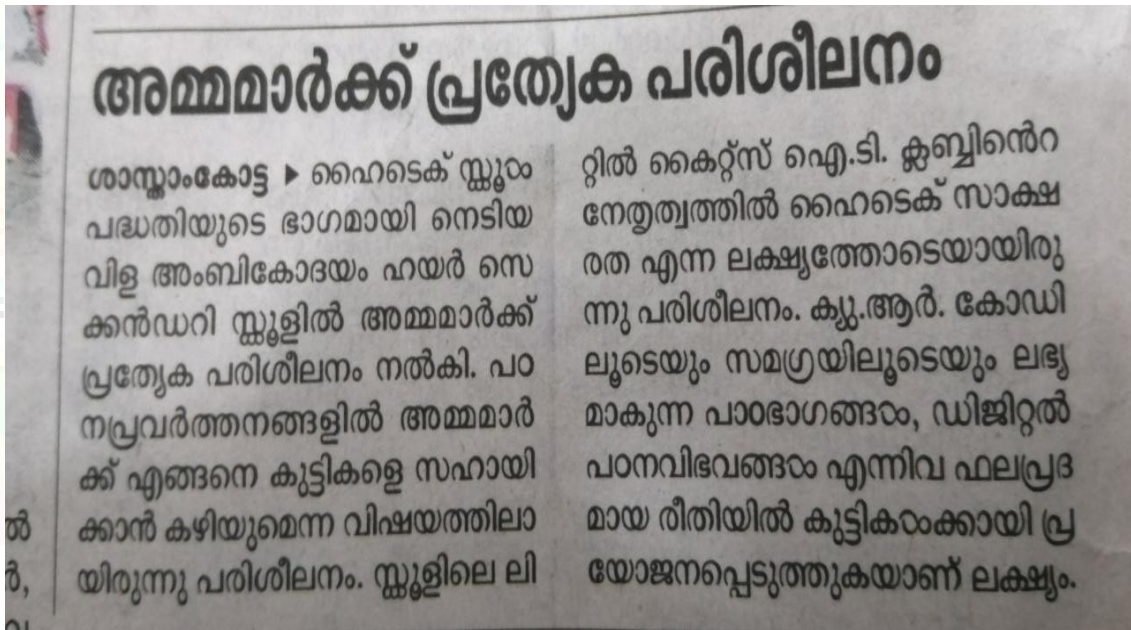 അമ്മമാർക്ക് പ്രത്യേക പരിശീലനം
ശാസ്താംകോട്ട ▶ ഹൈടെക് സ്കൂൾ
പദ്ധതിയുടെ ഭാഗമായി നെടിയ
വിള അംബികോദയം ഹയർ സെ
ക്കൻഡറി സ്കൂളിൽ അമ്മമാർക്ക്
പ്രത്യേക പരിശീലനം നൽകി. പഠ
നപ്രവർത്തനങ്ങളിൽ അമ്മമാർ
ക്ക് എങ്ങനെ കുട്ടികളെ സഹായി
ക്കാൻ കഴിയുമെന്ന വിഷയത്തിലാ
യിരുന്നു പരിശീലനം. സ്കൂളിലെ ലി
റ്റിൽ കൈറ്റ്സ് ഐ.ടി. ക്ലബ്ബിന്റെ
നേതൃത്വത്തിൽ ഹൈടെക് സാക്ഷ
രത എന്ന ലക്ഷ്യത്തോടെയായിരു
ന്നു പരിശീലനം. ക്യു.ആർ. കോഡി
ലൂടെയും സമഗ്രയിലൂടെയും ലഭ്യ
മാകുന്ന പാഠഭാഗങ്ങൾ, ഡിജിറ്റൽ
പഠനവിഭവങ്ങൾ എന്നിവ ഫലപ്രദ
മായ രീതിയിൽ കുട്ടികൾക്കായി പ്ര
യോജനപ്പെടുത്തുകയാണ് ലക്ഷ്യം.